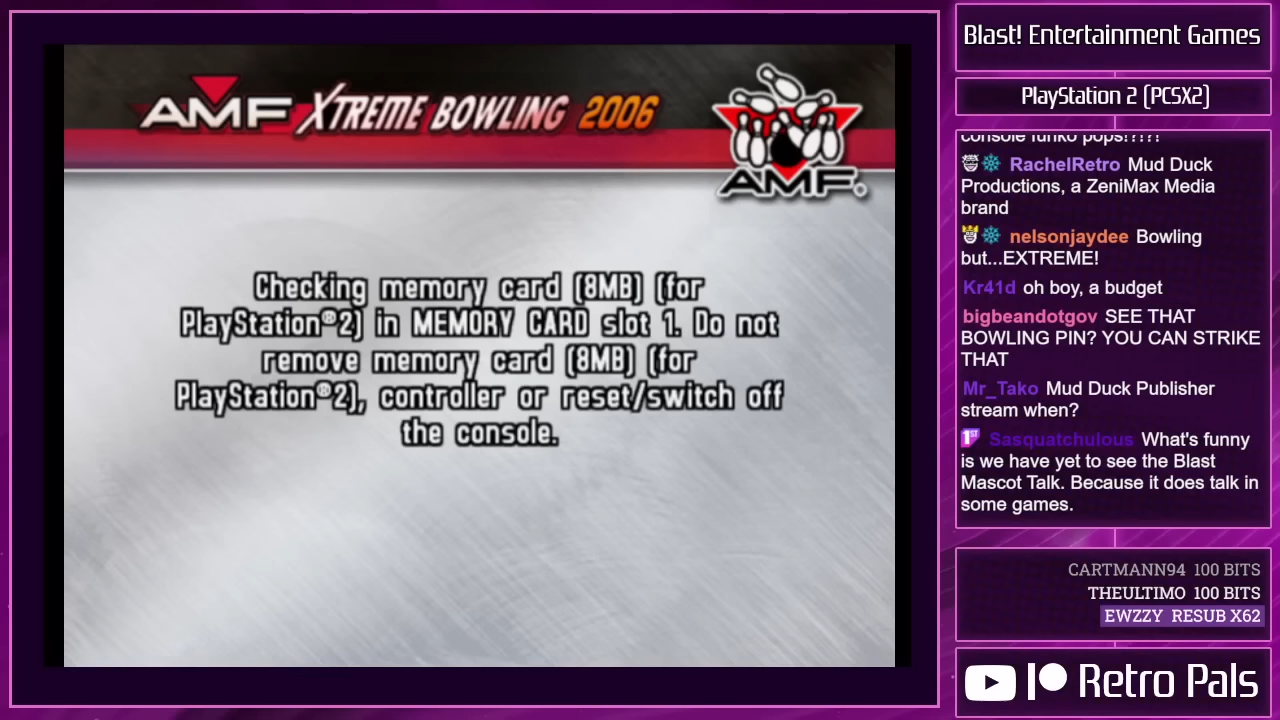 AMF XTREME BOWLING 2006
AMF®
Checking memory card (8MB) (for
PlayStation®2) in MEMORY CARD slot 1. Do not
remove memory card (8MB) (for
PlayStation®2), controller or reset/switch off
the console.
Blast! Entertainment Games
PlayStation 2 (PCSX2)
console funko pops!?!?!
RachelRetro Mud Duck
Productions, a ZeniMax Media
brand
nelsonjaydee Bowling
but...EXTREME!
Kr41d oh boy, a budget
bigbeandotgov SEE THAT
BOWLING PIN? YOU CAN STRIKE
THAT
Mr_Tako Mud Duck Publisher
stream when?
1ST Sasquatchulous What's funny
is we have yet to see the Blast
Mascot Talk. Because it does talk in
some games.
CARTMANN94 100 BITS
THEULTIMO 100 BITS
EWZZY RESUB X62
Retro Pals